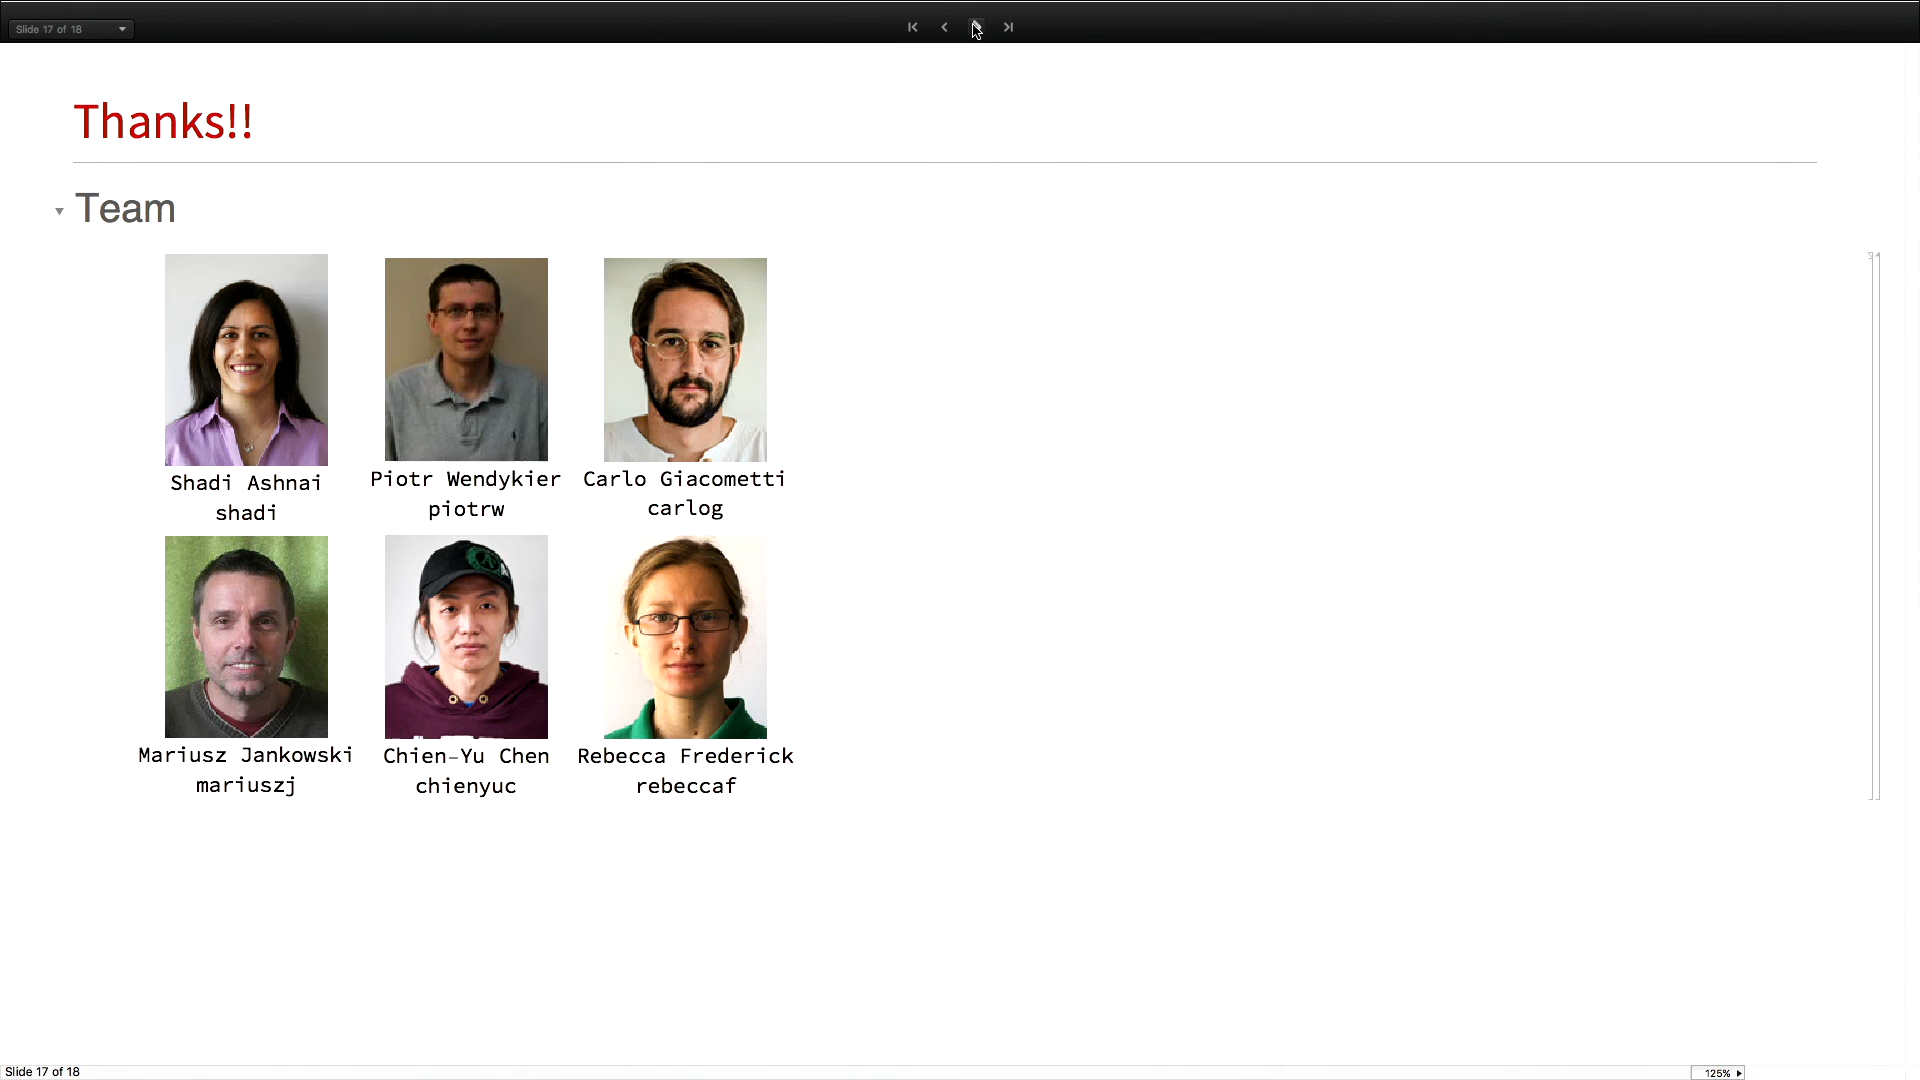 Slide 17 of 18
Thanks!!
Team
Shadi Ashnai
shadi
Piotr Wendykier
piotrw
Carlo Giacometti
carlog
Mariusz Jankowski
mariuszj
Chien-Yu Chen
chienyuc
Rebecca Frederick
rebeccaf
Slide 17 of 18
125%